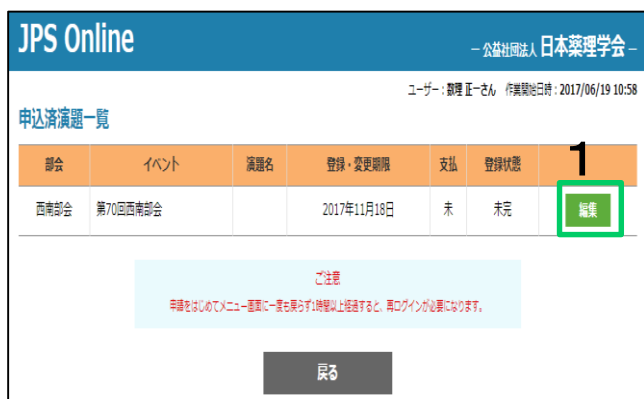 JPS Online
– 公益社団法人 日本薬理学会 –
ユーザー : 数理 正一さん 作業開始日時 : 2017/06/19 10:58
申込済演題一覧
部会 イベント 演題名 登録・変更期限 支払 登録状態 1
西南部会 第70回西南部会 2017年11月18日 未 未完 編集
ご注意
申請をはじめてメニュー画面に一度も戻らず1時間以上経過すると、再ログインが必要になります。
戻る